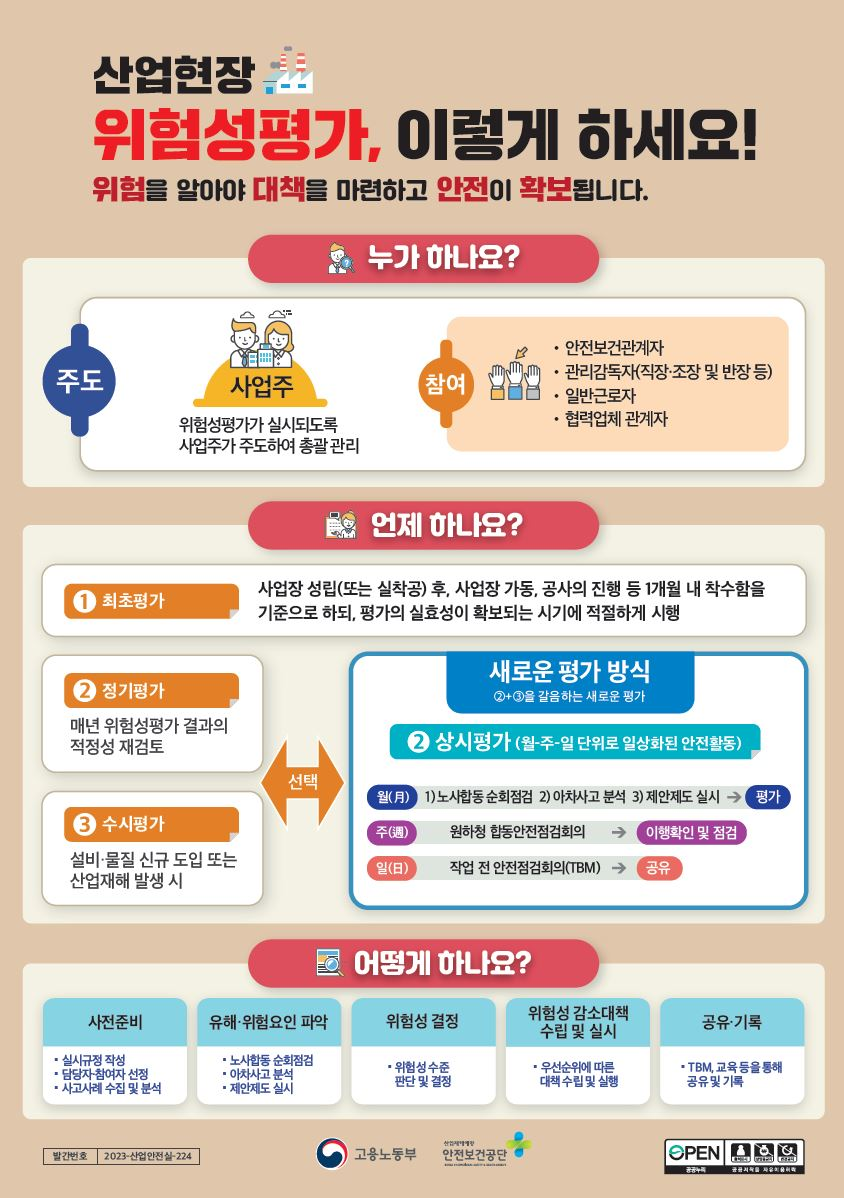 산업현장
위험성평가, 이렇게 하세요!
위험을 알아야 대책을 마련하고 안전이 확보됩니다.
누가 하나요?
주도
사업주
위험성평가가 실시되도록
사업주가 주도하여 총괄 관리
참여
• 안전보건관계자
• 관리감독자(직장·조장 및 반장 등)
• 일반근로자
• 협력업체 관계자
언제 하나요?
1 최초평가
사업장 성립(또는 실착공) 후, 사업장 가동, 공사의 진행 등 1개월 내 착수함을
기준으로 하되, 평가의 실효성이 확보되는 시기에 적절하게 시행
2 정기평가
매년 위험성평가 결과의
적정성 재검토
3 수시평가
설비·물질 신규 도입 또는
산업재해 발생 시
선택
새로운 평가 방식
②+③을 갈음하는 새로운 평가
2 상시평가 (월-주-일 단위로 일상화된 안전활동)
월(月) 1) 노사합동 순회점검 2) 아차사고 분석 3) 제안제도 실시 → 평가
주(週) 원하청 합동안전점검회의 → 이행확인 및 점검
일(日) 작업 전 안전점검회의(TBM) → 공유
어떻게 하나요?
사전준비
• 실시규정 작성
• 담당자·참여자 선정
• 사고사례 수집 및 분석
유해·위험요인 파악
• 노사합동 순회점검
• 아차사고 분석
• 제안제도 실시
위험성 결정
• 위험성 수준
판단 및 결정
위험성 감소대책
수립 및 실시
• 우선순위에 따른
대책 수립 및 실행
공유·기록
• TBM, 교육 등을 통해
공유 및 기록
발간번호 2023-산업안전실-224
고용노동부
산업재해예방
안전보건공단
OPEN
공공누리 공공저작물 자유이용허락